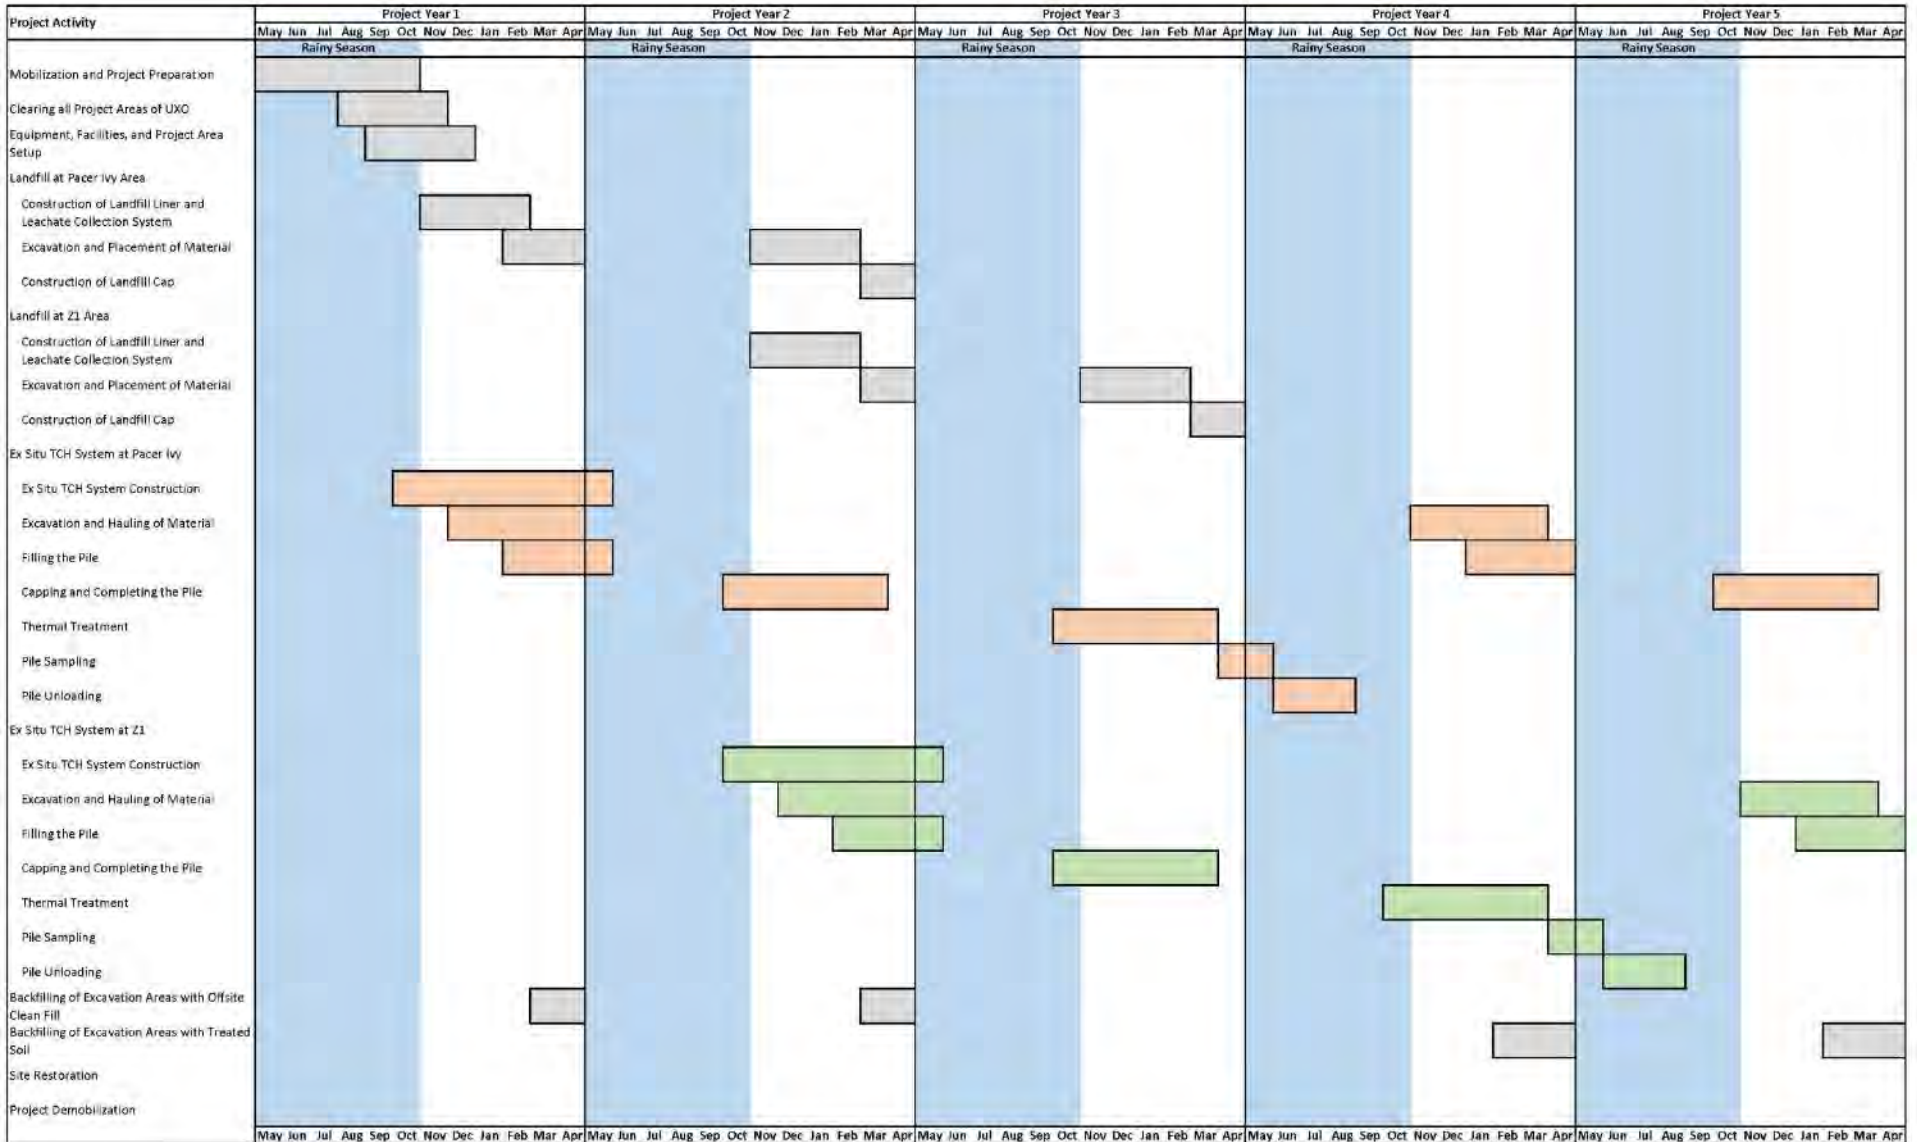 Project Activity
Project Year 1 Project Year 2 Project Year 3 Project Year 4 Project Year 5
May Jun Jul Aug Sep Oct Nov Dec Jan Feb Mar Apr May Jun Jul Aug Sep Oct Nov Dec Jan Feb Mar Apr May Jun Jul Aug Sep Oct Nov Dec Jan Feb Mar Apr May Jun Jul Aug Sep Oct Nov Dec Jan Feb Mar Apr May Jun Jul Aug Sep Oct Nov Dec Jan Feb Mar Apr
Rainy Season Rainy Season Rainy Season Rainy Season Rainy Season
Mobilization and Project Preparation
Clearing all Project Areas of UXO
Equipment, Facilities, and Project Area
Setup
Landfill at Pacer Ivy Area
Construction of Landfill Liner and
Leachate Collection System
Excavation and Placement of Material
Construction of Landfill Cap
Landfill at Z1 Area
Construction of Landfill Liner and
Leachate Collection System
Excavation and Placement of Material
Construction of Landfill Cap
Ex Situ TCH System at Pacer Ivy
Ex Situ TCH System Construction
Excavation and Hauling of Material
Filling the Pile
Capping and Completing the Pile
Thermal Treatment
Pile Sampling
Pile Unloading
Ex Situ TCH System at Z1
Ex Situ TCH System Construction
Excavation and Hauling of Material
Filling the Pile
Capping and Completing the Pile
Thermal Treatment
Pile Sampling
Pile Unloading
Backfilling of Excavation Areas with Offsite
Clean Fill
Backfilling of Excavation Areas with Treated
Soil
Site Restoration
Project Demobilization
May Jun Jul Aug Sep Oct Nov Dec Jan Feb Mar Apr May Jun Jul Aug Sep Oct Nov Dec Jan Feb Mar Apr May Jun Jul Aug Sep Oct Nov Dec Jan Feb Mar Apr May Jun Jul Aug Sep Oct Nov Dec Jan Feb Mar Apr May Jun Jul Aug Sep Oct Nov Dec Jan Feb Mar Apr